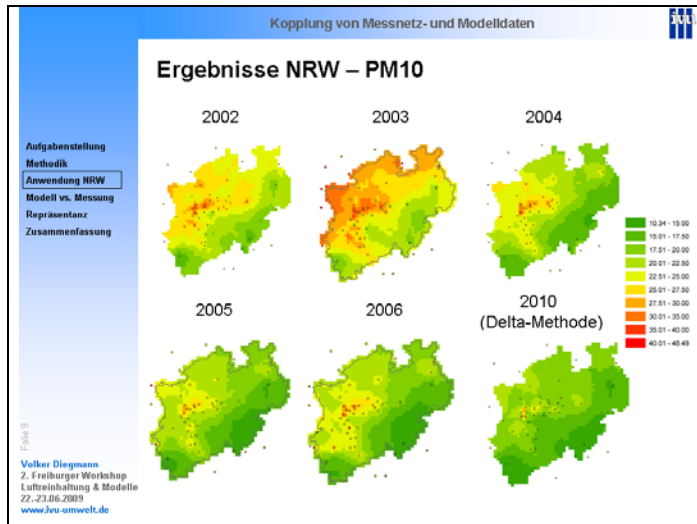 Kopplung von Messnetz- und Modelldaten
ivu
Ergebnisse NRW – PM10
Aufgabenstellung
Methodik
Anwendung NRW
Modell vs. Messung
Repräsentanz
Zusammenfassung
2002
2003
2004
2005
2006
2010
(Delta-Methode)
10.34 - 15.00
15.01 - 17.50
17.51 - 20.00
20.01 - 22.50
22.51 - 25.00
25.01 - 27.50
27.51 - 30.00
30.01 - 35.00
35.01 - 40.00
40.01 - 46.49
Folie 9
Volker Diegmann
2. Freiburger Workshop
Luftreinhaltung & Modelle
22.-23.06.2009
www.ivu-umwelt.de